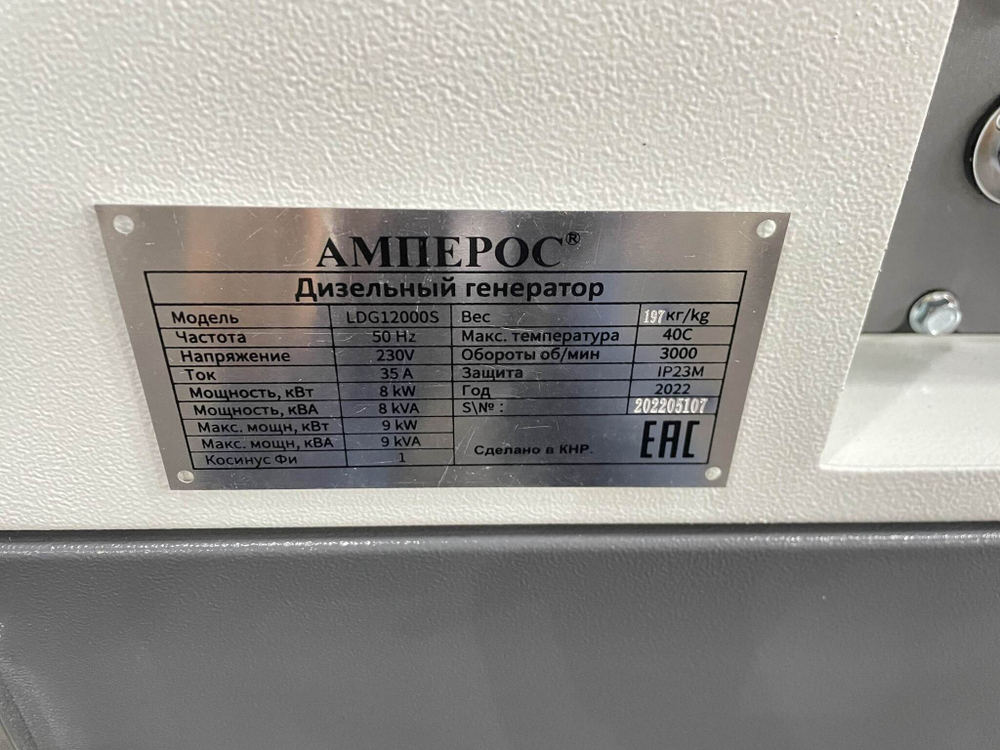 АМПЕРОС®
Дизельный генератор
Модель LDG12000S Вес 197 кг/kg
Частота 50 Hz Макс. температура 40C
Напряжение 230V Обороты об/мин 3000
Ток 35 A Защита IP23M
Мощность, кВт 8 kW Год 2022
Мощность, кВА 8 kVA S\№ : 202205107
Макс. мощн, кВт 9 kW
Макс. мощн, кВА 9 kVA Сделано в КНР. EAC
Косинус Фи 1